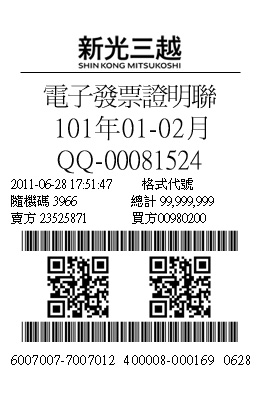 新光三越
SHIN KONG MITSUKOSHI
電子發票證明聯
101年01-02月
QQ-00081524
2011-06-28 17:51:47 格式代號
隨機碼 3966 總計 99,999,999
賣方 23525871 買方00980200
6007007-7007012 400008-000169 0628